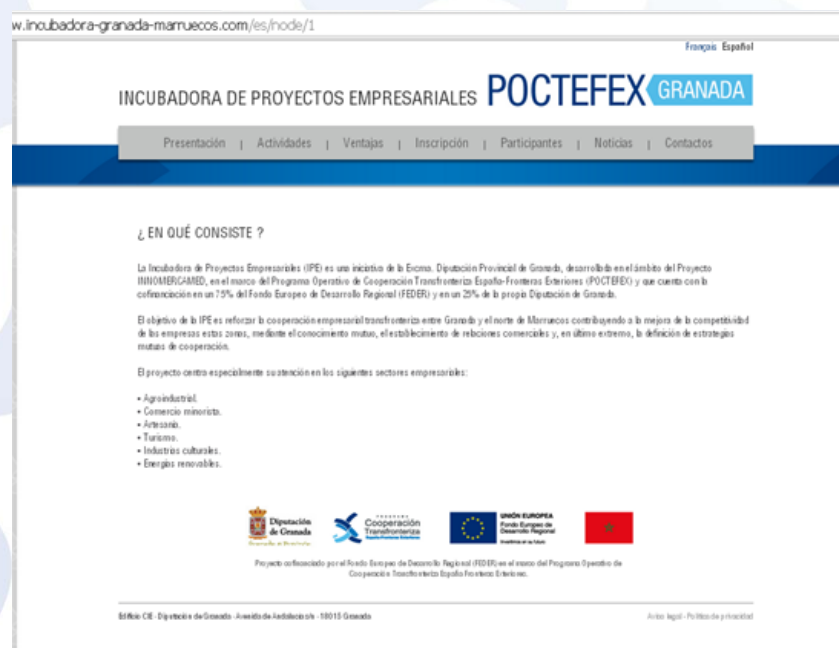 w.incubadora-granada-marruecos.com/es/node/1
Français Español
INCUBADORA DE PROYECTOS EMPRESARIALES POCTEFEX GRANADA
Presentación | Actividades | Ventajas | Inscripción | Participantes | Noticias | Contactos
¿ EN QUÉ CONSISTE ?
La Incubadora de Proyectos Empresariales (IPE) es una iniciativa de la Excma. Diputación Provincial de Granada, desarrollada en el ámbito del Proyecto
INNOMERCAMED, en el marco del Programa Operativo de Cooperación Transfronteriza España-Fronteras Exteriores (POCTEFEX) y que cuenta con la
cofinanciación en un 75% del Fondo Europeo de Desarrollo Regional (FEDER) y en un 25% de la propia Diputación de Granada.
El objetivo de la IPE es reforzar la cooperación empresarial transfronteriza entre Granada y el norte de Marruecos contribuyendo a la mejora de la competitividad
de las empresas estas zonas, mediante el conocimiento mutuo, el establecimiento de relaciones comerciales y, en último extremo, la definición de estrategias
mutuas de cooperación.
El proyecto centra especialmente su atención en los siguientes sectores empresariales:
• Agroindustrial.
• Comercio minorista.
• Artesanía.
• Turismo.
• Industrias culturales.
• Energías renovables.
Diputación
de Granada
PROGRAMA
Cooperación
Transfronteriza
España-Fronteras Exteriores
UNIÓN EUROPEA
Fondo Europeo de
Desarrollo Regional
Invertimos en su futuro
Proyecto cofinanciado por el Fondo Europeo de Desarrollo Regional (FEDER) en el marco del Programa Operativo de
Cooperación Transfronteriza España Fronteras Exteriores.
Edificio CIE - Diputación de Granada - Avenida de Andalucía s/n - 18015 Granada
Aviso legal - Política de privacidad